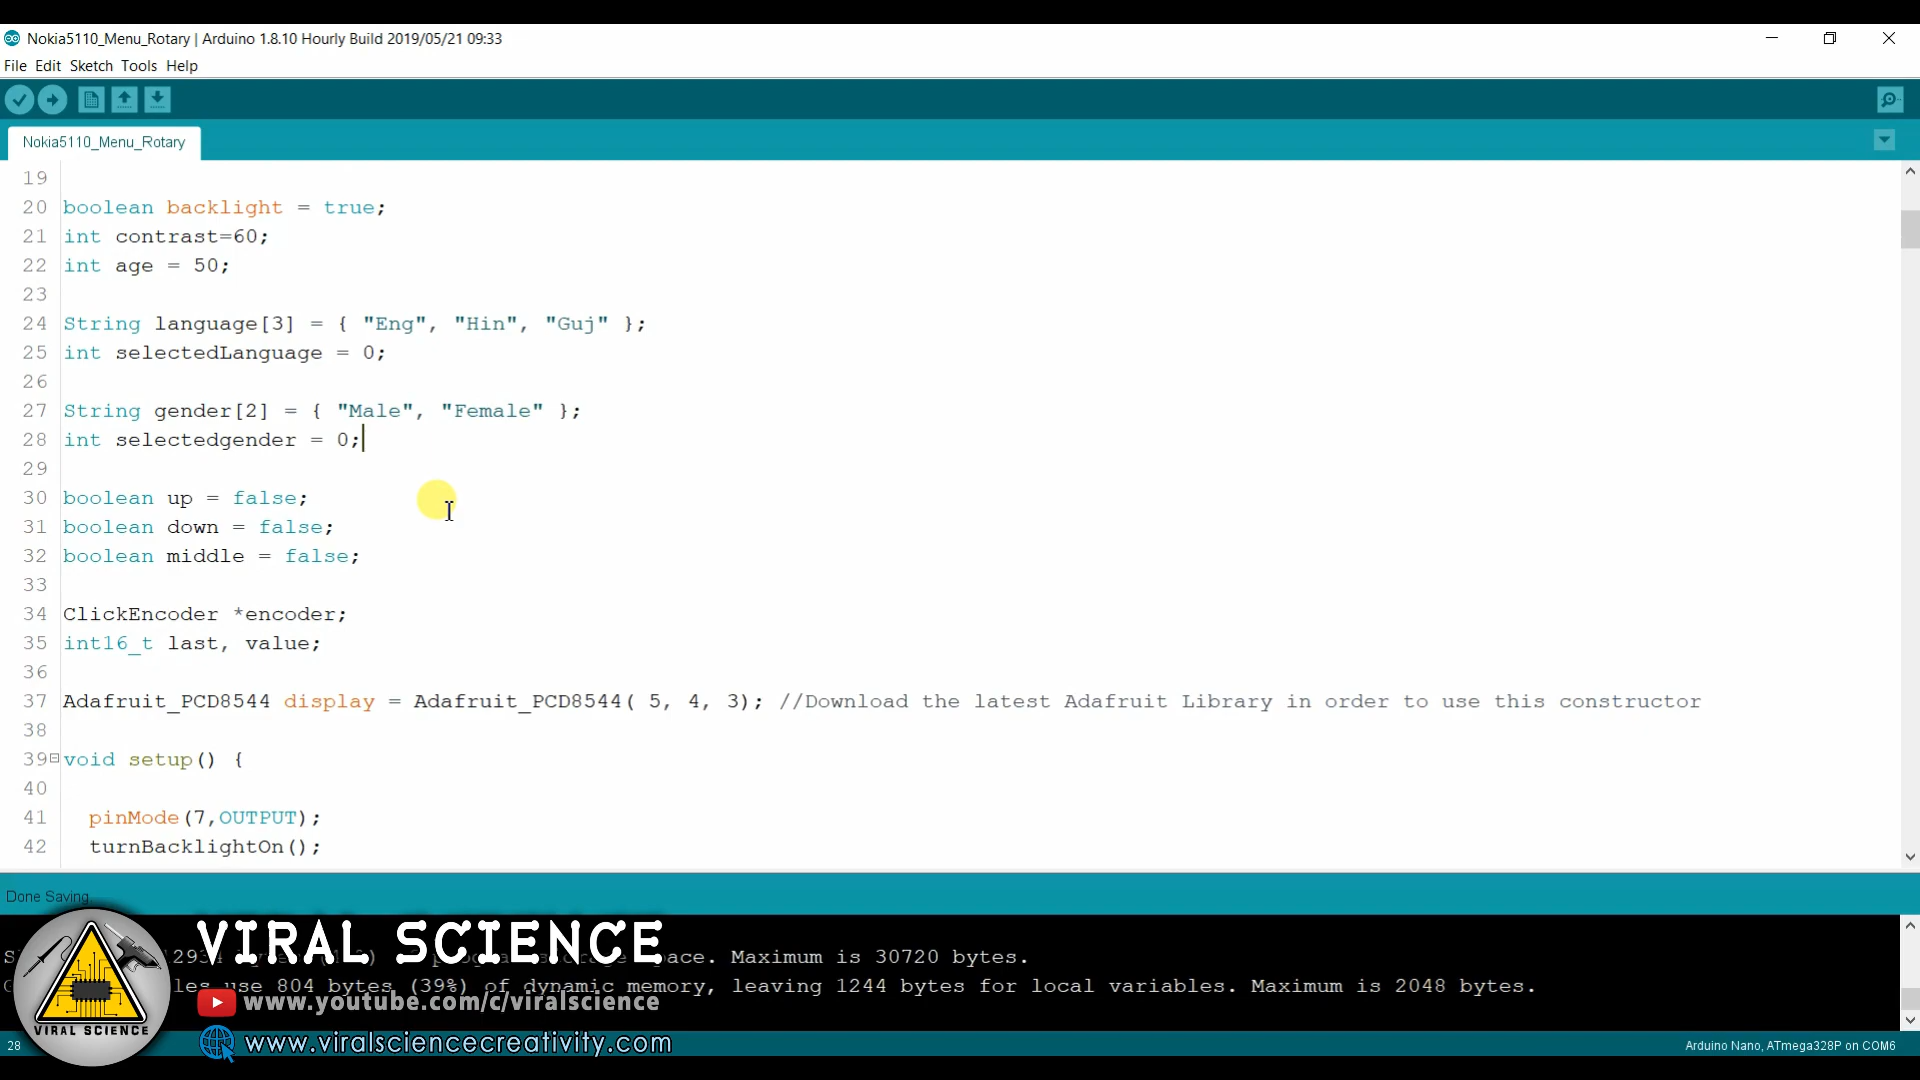 Nokia5110_Menu_Rotary | Arduino 1.8.10 Hourly Build 2019/05/21 09:33
File Edit Sketch Tools Help
Nokia5110_Menu_Rotary
19
20 boolean backlight = true;
21 int contrast=60;
22 int age = 50;
23
24 String language[3] = { "Eng", "Hin", "Guj" };
25 int selectedLanguage = 0;
26
27 String gender[2] = { "Male", "Female" };
28 int selectedgender = 0;
29
30 boolean up = false;
31 boolean down = false;
32 boolean middle = false;
33
34 ClickEncoder *encoder;
35 int16_t last, value;
36
37 Adafruit_PCD8544 display = Adafruit_PCD8544( 5, 4, 3); //Download the latest Adafruit Library in order to use this constructor
38
39 void setup() {
40
41 pinMode(7,OUTPUT);
42 turnBacklightOn();
Done Saving.
VIRAL SCIENCE
space. Maximum is 30720 bytes.
use 804 bytes (39%) of dynamic memory, leaving 1244 bytes for local variables. Maximum is 2048 bytes.
www.youtube.com/c/viralscience
VIRAL SCIENCE
www.viralsciencecreativity.com
28
Arduino Nano, ATmega328P on COM6